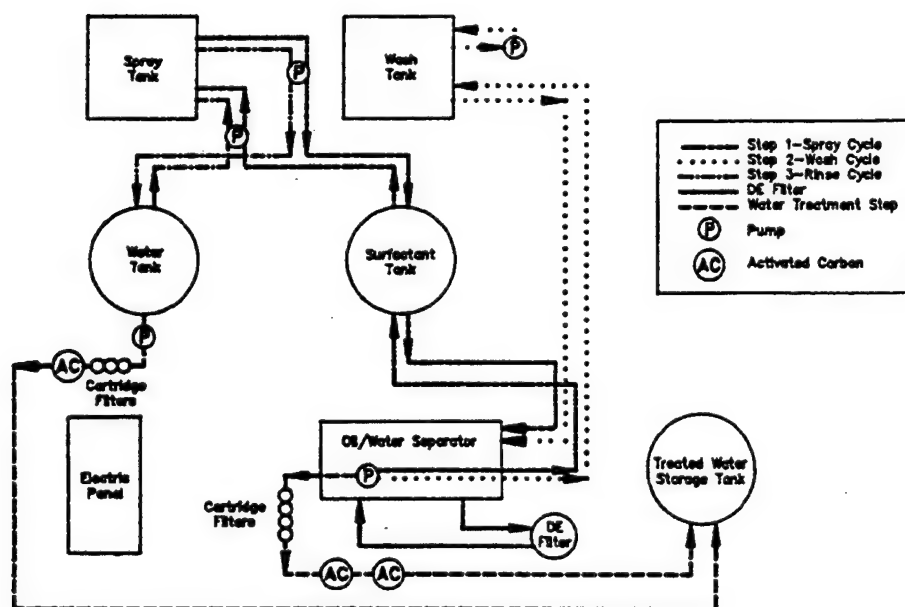 Spray
Tank
P
Wash
Tank
P
P
Step 1-Spray Cycle
Step 2-Wash Cycle
Step 3-Rinse Cycle
DE Filter
Water Treatment Step
P
Pump
AC
Activated Carbon
Water
Tank
Surfactant
Tank
P
AC
Cartridge
Filters
Electric
Panel
Oil/Water Separator
P
Cartridge
Filters
DE
Filter
AC
AC
Treated Water
Storage Tank